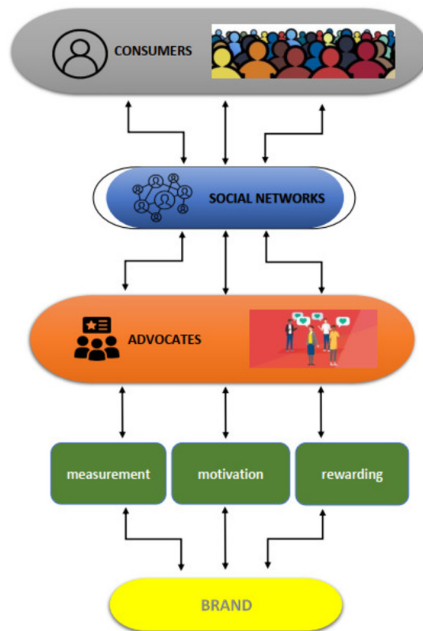 CONSUMERS
SOCIAL NETWORKS
ADVOCATES
measurement
motivation
rewarding
BRAND